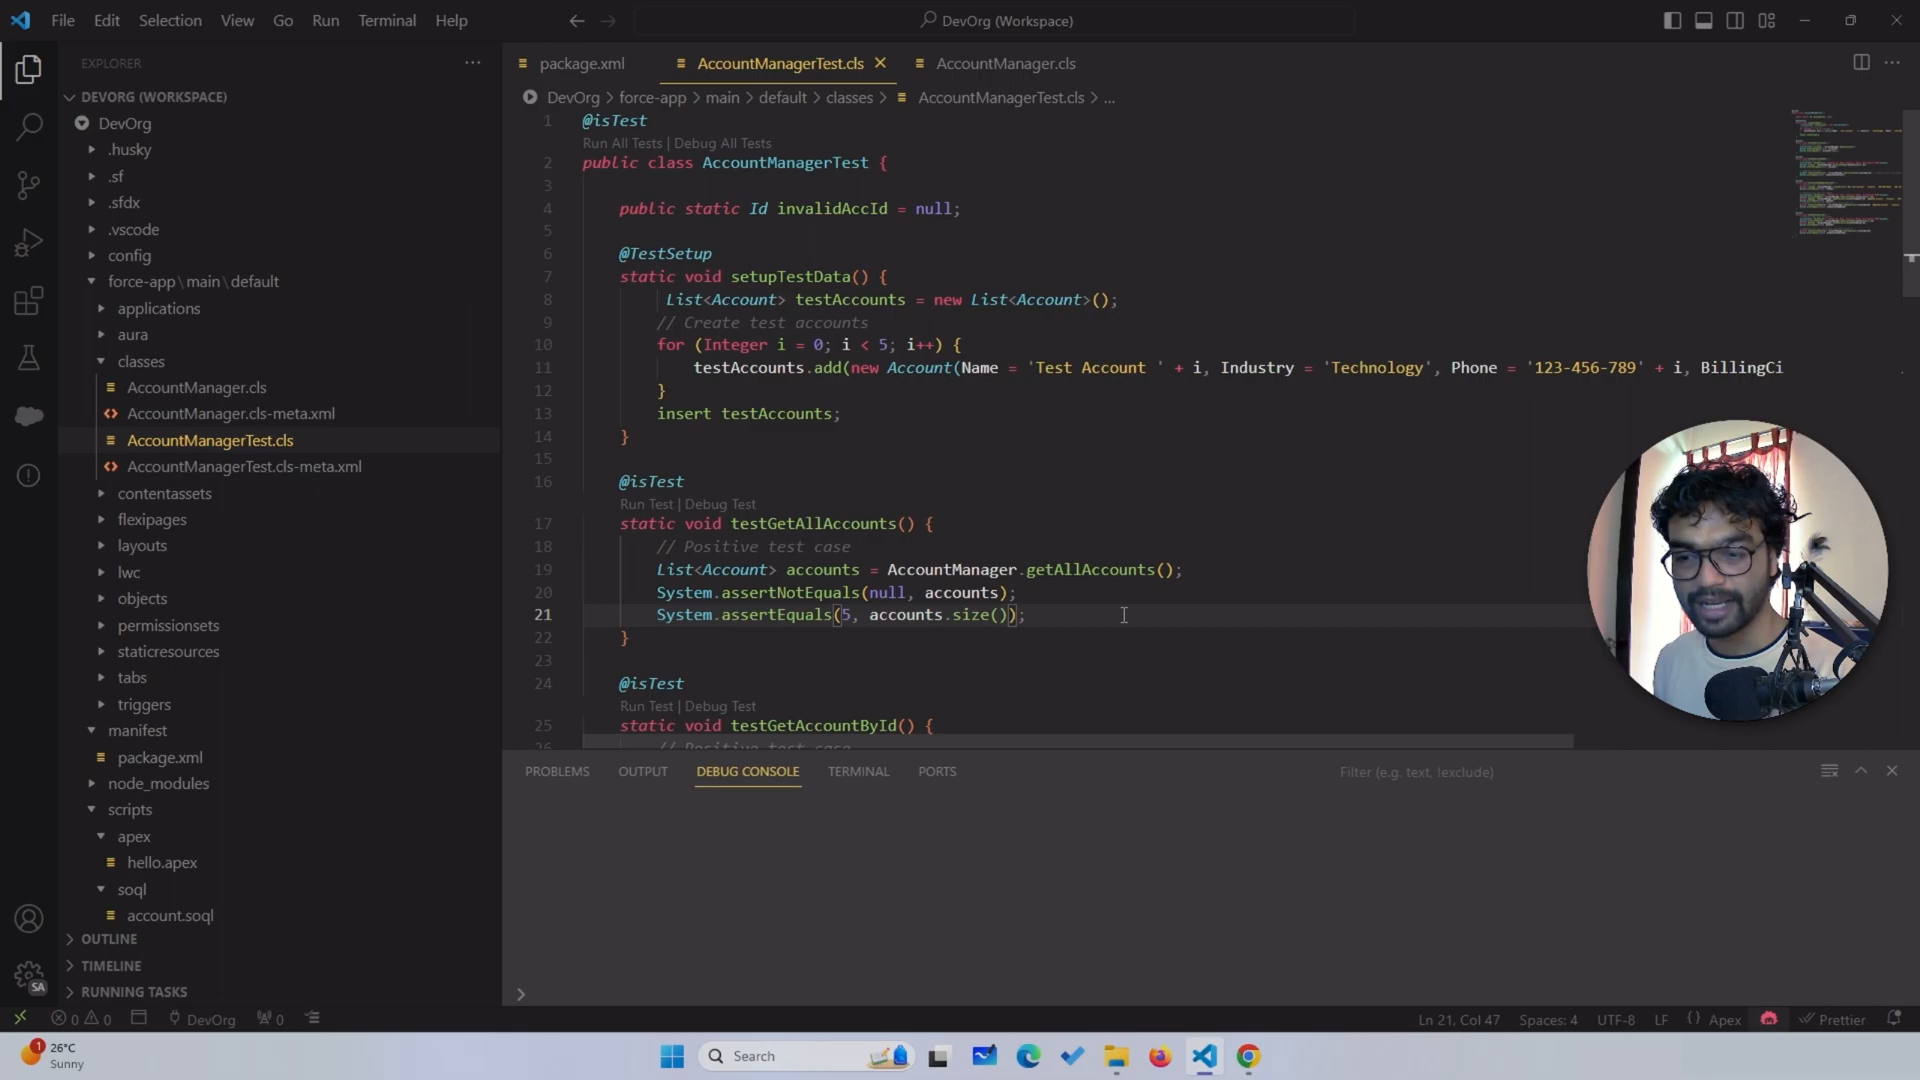 File Edit Selection View Go Run Terminal Help
DevOrg (Workspace)
EXPLORER
DEVORG (WORKSPACE)
DevOrg
.husky
.sf
.sfdx
.vscode
config
force-app\main\default
applications
aura
classes
AccountManager.cls
AccountManager.cls-meta.xml
AccountManagerTest.cls
AccountManagerTest.cls-meta.xml
contentassets
flexipages
layouts
lwc
objects
permissionsets
staticresources
tabs
triggers
manifest
package.xml
node_modules
scripts
apex
hello.apex
soql
account.soql
OUTLINE
TIMELINE
RUNNING TASKS
package.xml AccountManagerTest.cls AccountManager.cls
DevOrg > force-app > main > default > classes > AccountManagerTest.cls > ...
1 @isTest
Run All Tests | Debug All Tests
2 public class AccountManagerTest {
3
4 public static Id invalidAccId = null;
5
6 @TestSetup
7 static void setupTestData() {
8 List<Account> testAccounts = new List<Account>();
9 // Create test accounts
10 for (Integer i = 0; i < 5; i++) {
11 testAccounts.add(new Account(Name = 'Test Account ' + i, Industry = 'Technology', Phone = '123-456-789' + i, BillingCi
12 }
13 insert testAccounts;
14 }
15
16 @isTest
Run Test | Debug Test
17 static void testGetAllAccounts() {
18 // Positive test case
19 List<Account> accounts = AccountManager.getAllAccounts();
20 System.assertNotEquals(null, accounts);
21 System.assertEquals(5, accounts.size());
22 }
23
24 @isTest
Run Test | Debug Test
25 static void testGetAccountById() {
26 // Positive test case
PROBLEMS OUTPUT DEBUG CONSOLE TERMINAL PORTS
Filter (e.g. text, !exclude)
SA
0 0 DevOrg 0
Ln 21, Col 47 Spaces: 4 UTF-8 LF {} Apex Prettier
1
26°C
Sunny
Search